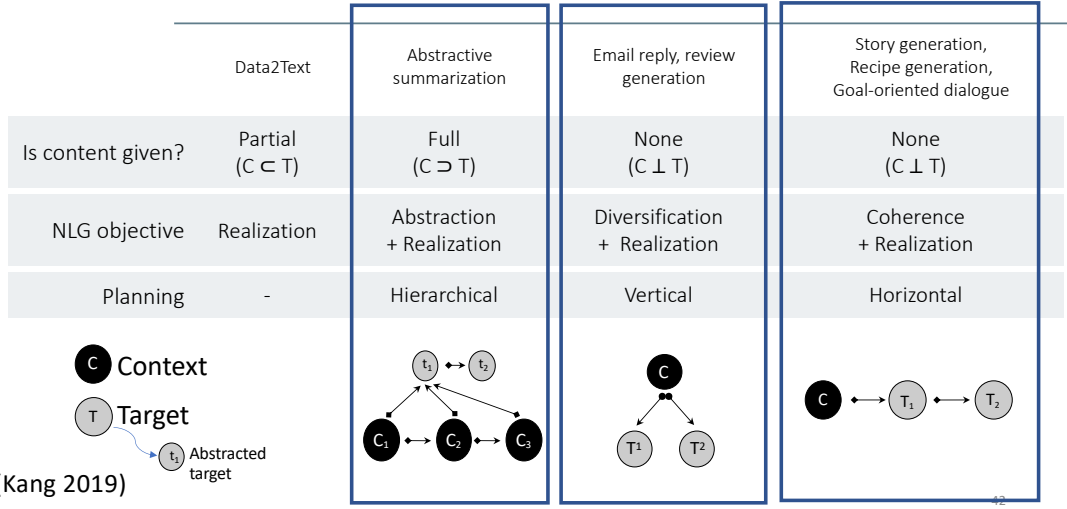 Data2Text
Abstractive
summarization
Email reply, review
generation
Story generation,
Recipe generation,
Goal-oriented dialogue
Is content given?
Partial
(C ⊂ T)
Full
(C ⊃ T)
None
(C ⊥ T)
None
(C ⊥ T)
NLG objective
Realization
Abstraction
+ Realization
Diversification
+ Realization
Coherence
+ Realization
Planning
-
Hierarchical
Vertical
Horizontal
C Context
T Target
t₁ Abstracted
target
t₁ t₂
C₁ C₂ C₃
C
T¹ T²
C T₁ T₂
(Kang 2019)
42